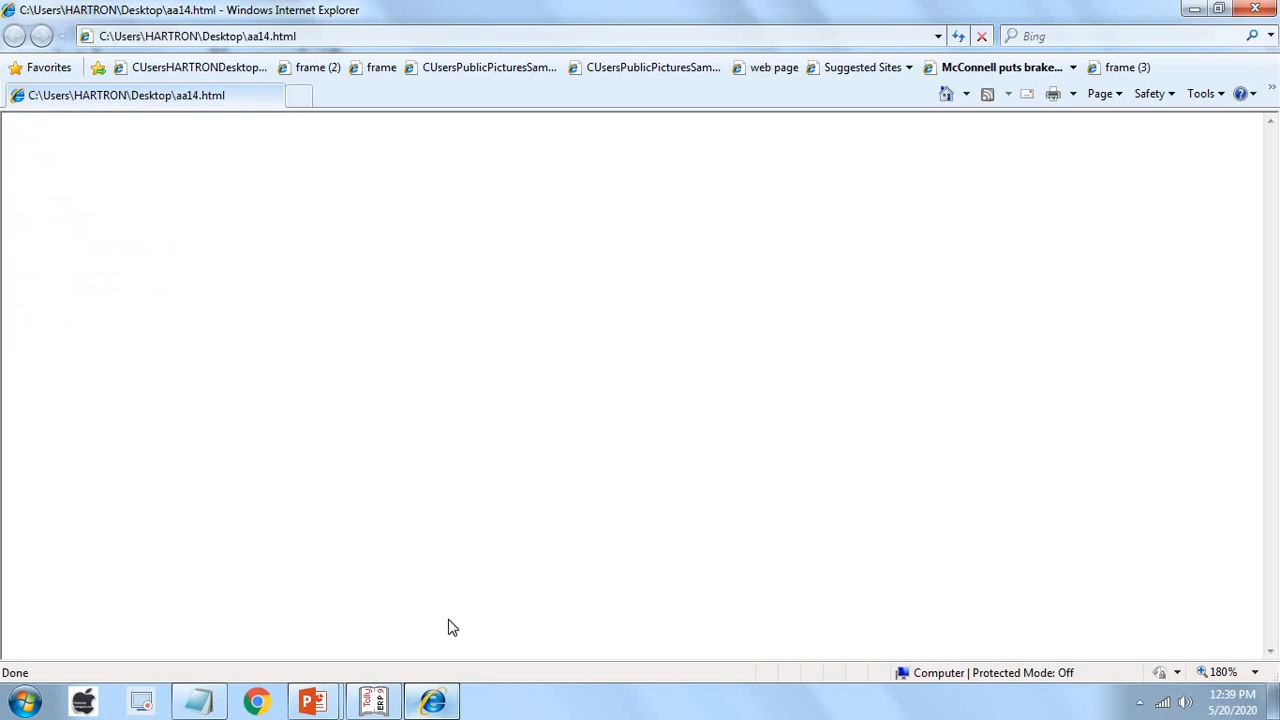 C:\Users\HARTRON\Desktop\aa14.html - Windows Internet Explorer
C:\Users\HARTRON\Desktop\aa14.html Bing
Favorites CUsersHARTRONDesktop... frame (2) frame CUsersPublicPicturesSam... CUsersPublicPicturesSam... web page Suggested Sites McConnell puts brake... frame (3)
C:\Users\HARTRON\Desktop\aa14.html Page Safety Tools
Done Computer | Protected Mode: Off 180%
12:39 PM
5/20/2020